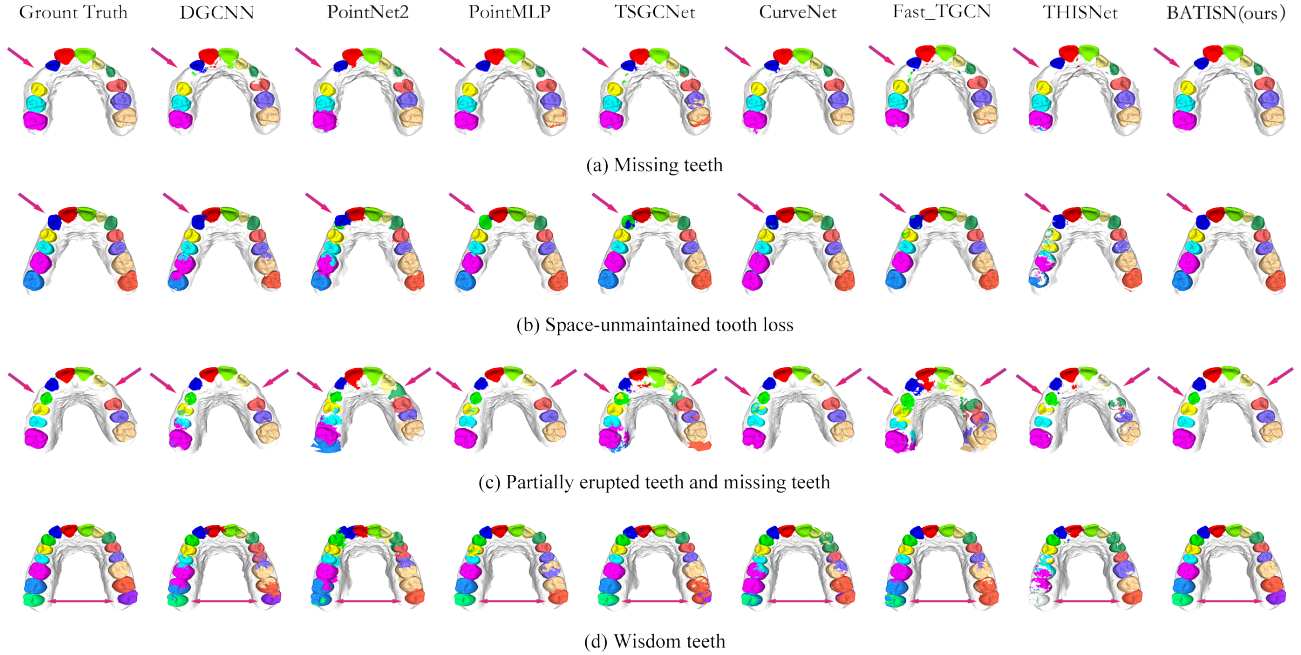 Grount Truth DGCNN PointNet2 PointMLP TSGCNet CurveNet Fast_TGCN THISNet BATISN(ours)
(a) Missing teeth
(b) Space-unmaintained tooth loss
(c) Partially erupted teeth and missing teeth
(d) Wisdom teeth